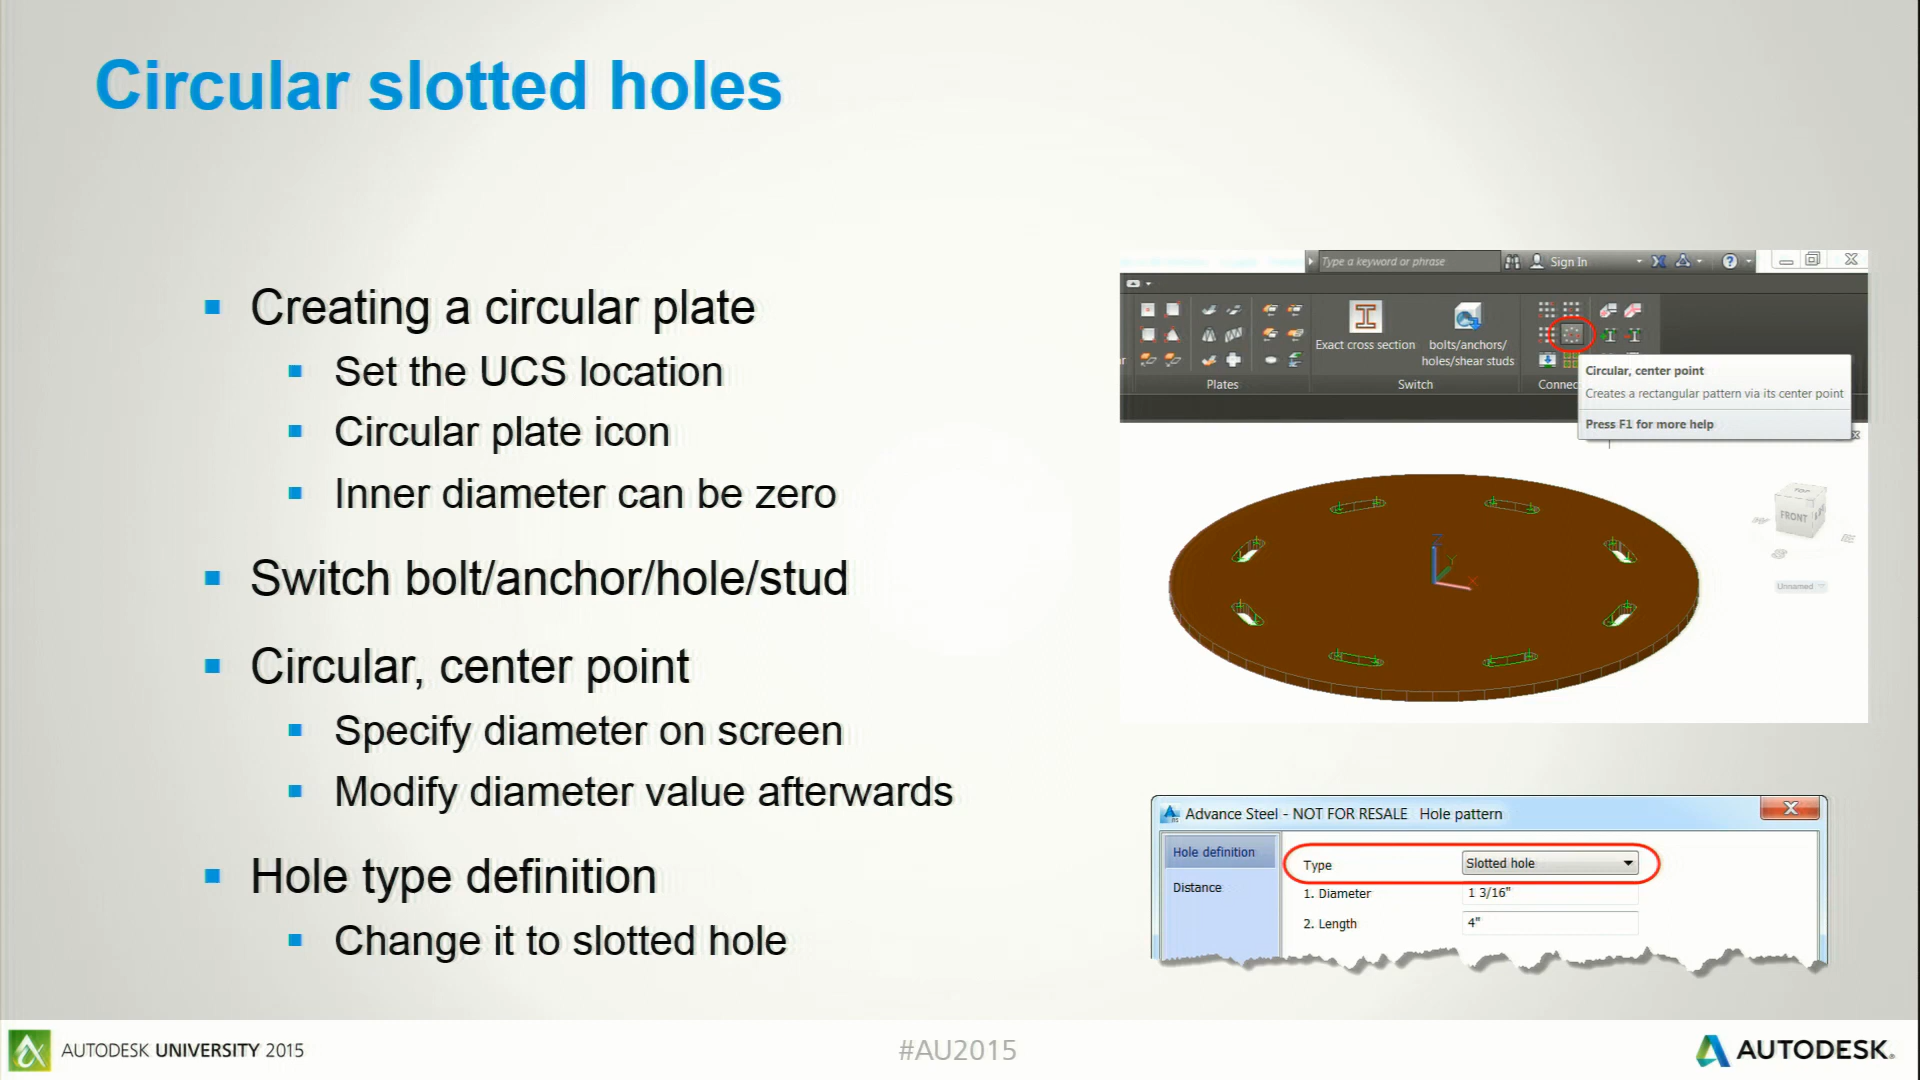 Circular slotted holes
Creating a circular plate
Set the UCS location
Circular plate icon
Inner diameter can be zero
Switch bolt/anchor/hole/stud
Circular, center point
Specify diameter on screen
Modify diameter value afterwards
Hole type definition
Change it to slotted hole
Type a keyword or phrase
Sign In
Exact cross section
bolts/anchors/
holes/shear studs
Plates
Switch
Connec
Circular, center point
Creates a rectangular pattern via its center point
Press F1 for more help
TOP
FRONT
Unnamed
Z
Y
X
Advance Steel - NOT FOR RESALE Hole pattern
Hole definition
Distance
Type
Slotted hole
1. Diameter
1 3/16"
2. Length
4"
AUTODESK UNIVERSITY 2015
#AU2015
AUTODESK.